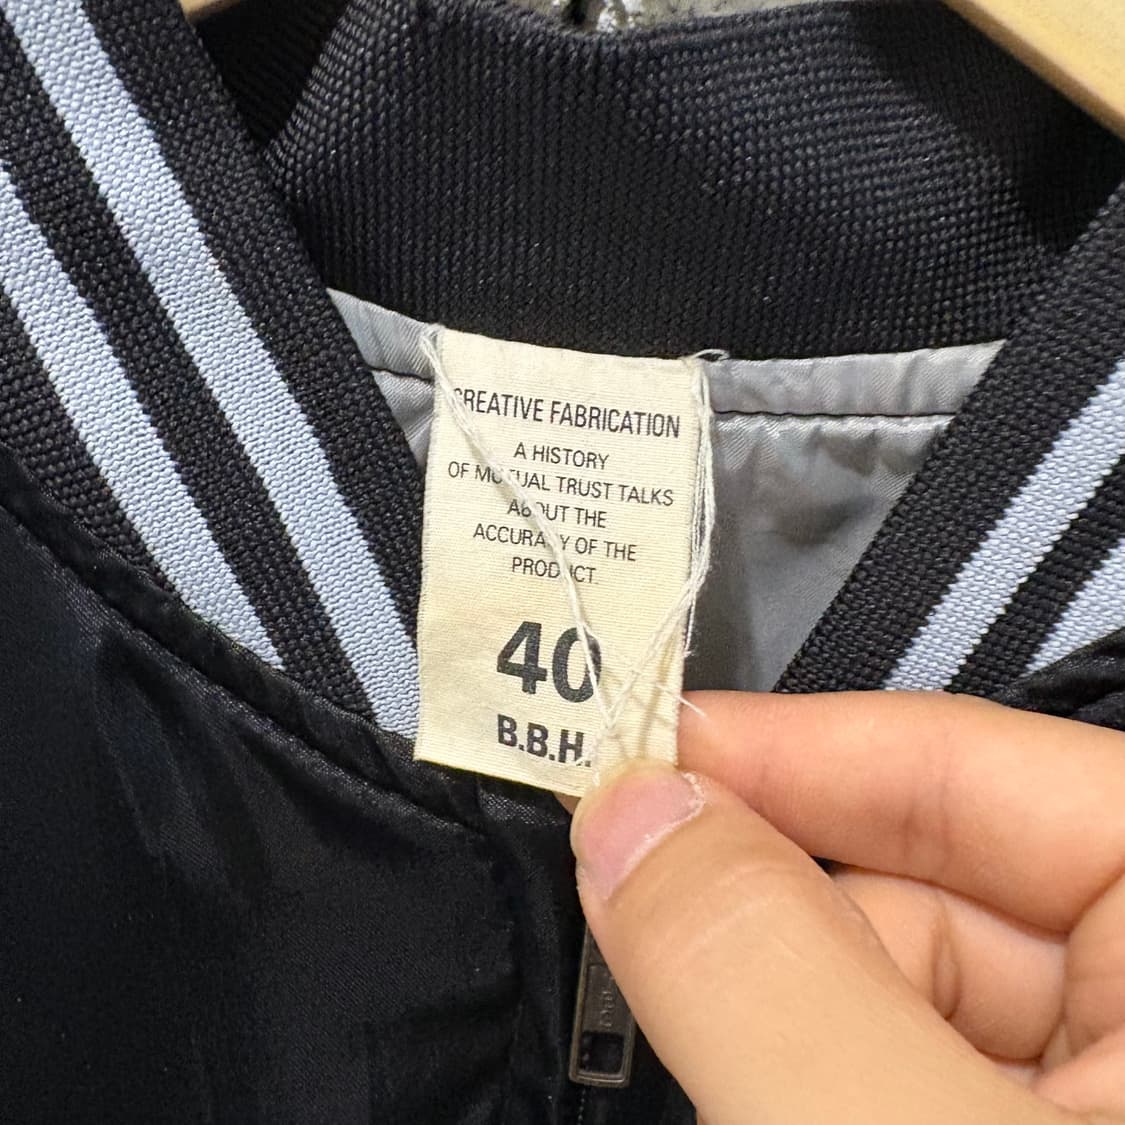 CREATIVE FABRICATION
A HISTORY
OF MUTUAL TRUST TALKS
ABOUT THE
ACCURACY OF THE
PRODUCT.
40
B.B.H.